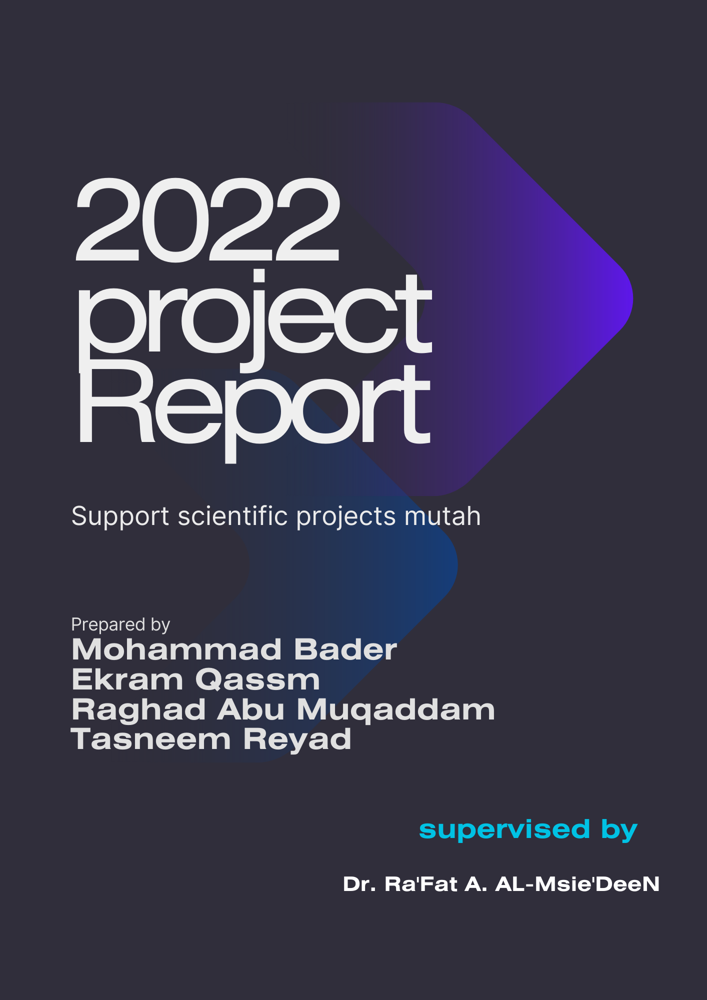 2022
project
Report
Support scientific projects mutah
Prepared by
Mohammad Bader
Ekram Qassm
Raghad Abu Muqaddam
Tasneem Reyad
supervised by
Dr. Ra'Fat A. AL-Msie'DeeN